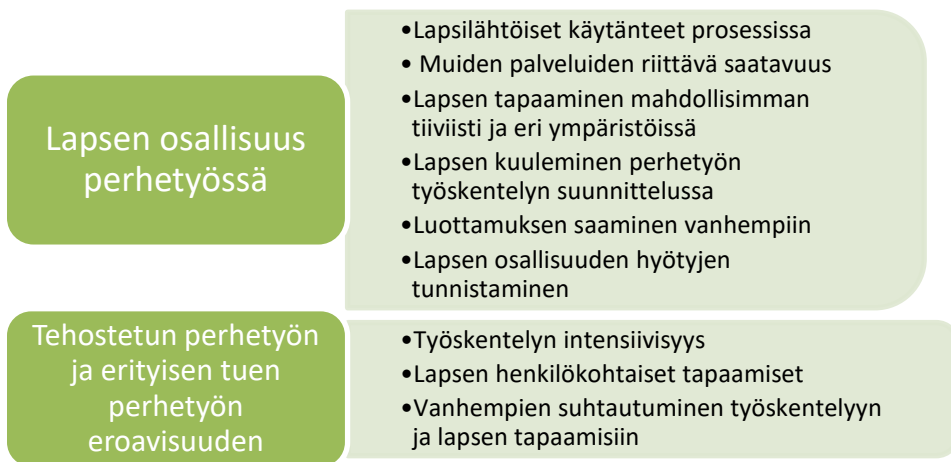 Lapsen osallisuus
perhetyössä
•Lapsilähtöiset käytänteet prosessissa
• Muiden palveluiden riittävä saatavuus
•Lapsen tapaaminen mahdollisimman
tiiviisti ja eri ympäristöissä
•Lapsen kuuleminen perhetyön
työskentelyn suunnittelussa
•Luottamuksen saaminen vanhempiin
•Lapsen osallisuuden hyötyjen
tunnistaminen
Tehostetun perhetyön
ja erityisen tuen
perhetyön
eroavisuuden
•Työskentelyn intensiivisyys
•Lapsen henkilökohtaiset tapaamiset
•Vanhempien suhtautuminen työskentelyyn
ja lapsen tapaamisiin